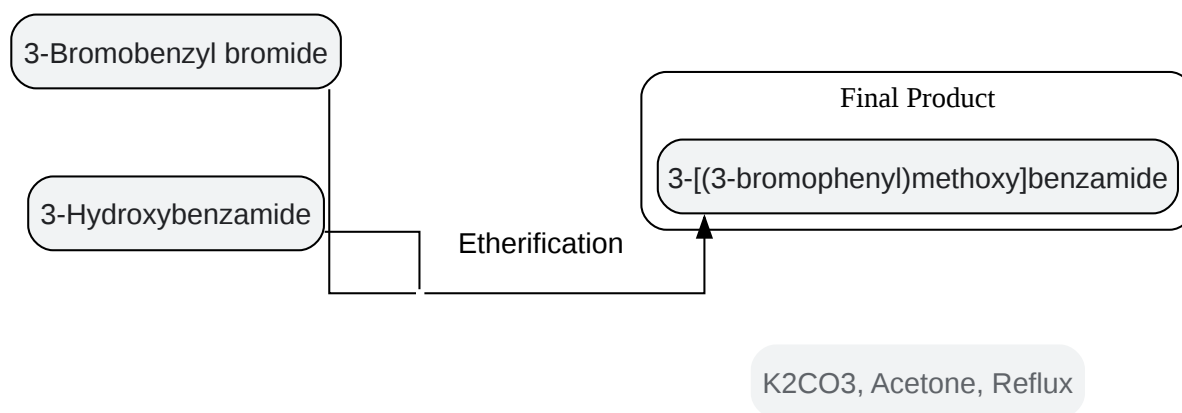 3-Bromobenzyl bromide
Final Product
3-[(3-bromophenyl)methoxy]benzamide
3-Hydroxybenzamide
Etherification
K2CO3, Acetone, Reflux